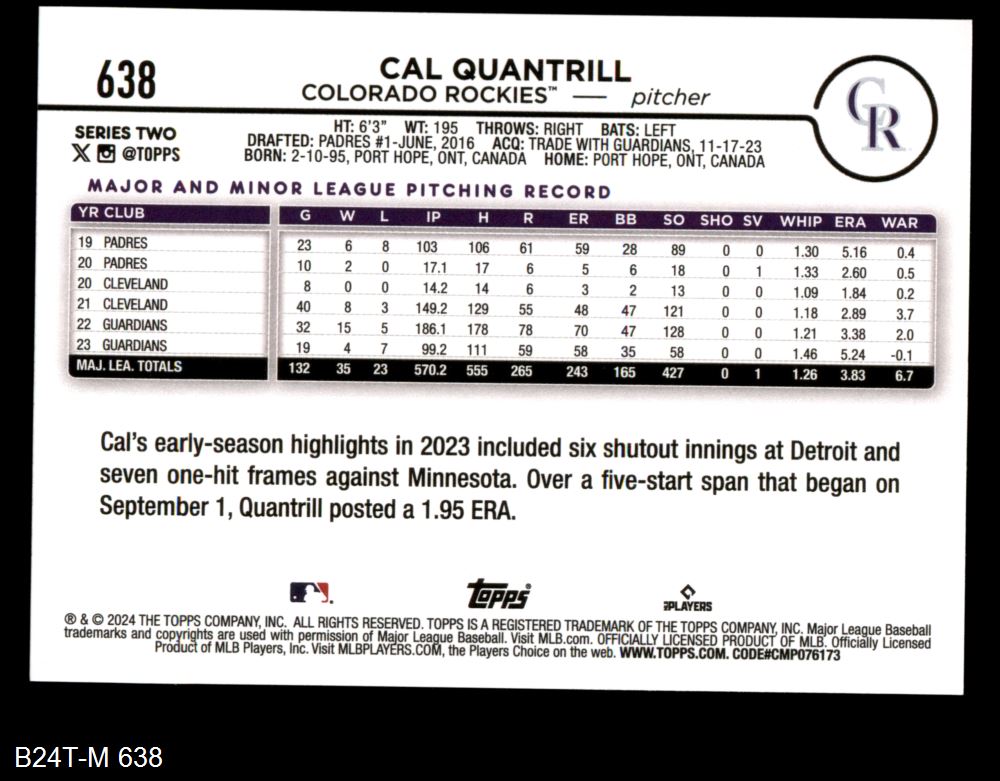 638
CAL QUANTRILL
COLORADO ROCKIES™ — pitcher
CR
SERIES TWO
@TOPPS
HT: 6'3" WT: 195 THROWS: RIGHT BATS: LEFT
DRAFTED: PADRES #1-JUNE, 2016 ACQ: TRADE WITH GUARDIANS, 11-17-23
BORN: 2-10-95, PORT HOPE, ONT, CANADA HOME: PORT HOPE, ONT, CANADA
MAJOR AND MINOR LEAGUE PITCHING RECORD
YR CLUB G W L IP H R ER BB SO SHO SV WHIP ERA WAR
19 PADRES 23 6 8 103 106 61 59 28 89 0 0 1.30 5.16 0.4
20 PADRES 10 2 0 17.1 17 6 5 6 18 0 1 1.33 2.60 0.5
20 CLEVELAND 8 0 0 14.2 14 6 3 2 13 0 0 1.09 1.84 0.2
21 CLEVELAND 40 8 3 149.2 129 55 48 47 121 0 0 1.18 2.89 3.7
22 GUARDIANS 32 15 5 186.1 178 78 70 47 128 0 0 1.21 3.38 2.0
23 GUARDIANS 19 4 7 99.2 111 59 58 35 58 0 0 1.46 5.24 -0.1
MAJ. LEA. TOTALS 132 35 23 570.2 555 265 243 165 427 0 1 1.26 3.83 6.7
Cal's early-season highlights in 2023 included six shutout innings at Detroit and
seven one-hit frames against Minnesota. Over a five-start span that began on
September 1, Quantrill posted a 1.95 ERA.
Topps®
PLAYERS
® & © 2024 THE TOPPS COMPANY, INC. ALL RIGHTS RESERVED. TOPPS IS A REGISTERED TRADEMARK OF THE TOPPS COMPANY, INC. Major League Baseball
trademarks and copyrights are used with permission of Major League Baseball. Visit MLB.com. OFFICIALLY LICENSED PRODUCT OF MLB. Officially Licensed
Product of MLB Players, Inc. Visit MLBPLAYERS.COM, the Players Choice on the web. WWW.TOPPS.COM. CODE#CMP076173
B24T-M 638